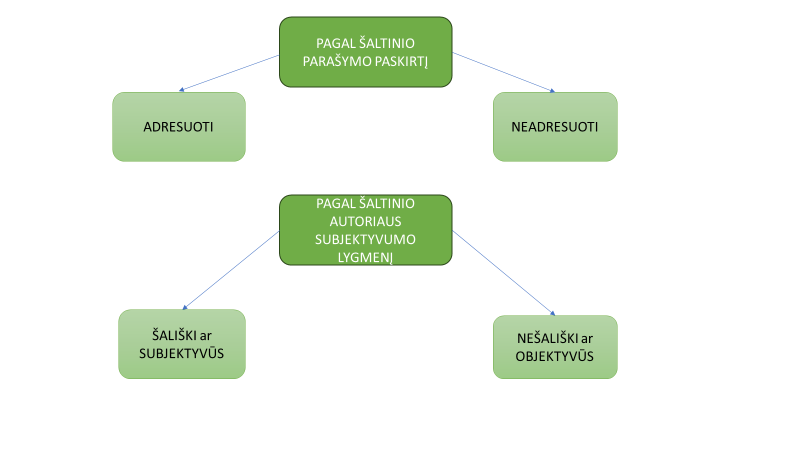 PAGAL ŠALTINIO
PARAŠYMO PASKIRTĮ
ADRESUOTI
NEADRESUOTI
PAGAL ŠALTINIO
AUTORIAUS
SUBJEKTYVUMO
LYGMENĮ
ŠALIŠKI ar
SUBJEKTYVŪS
NEŠALIŠKI ar
OBJEKTYVŪS